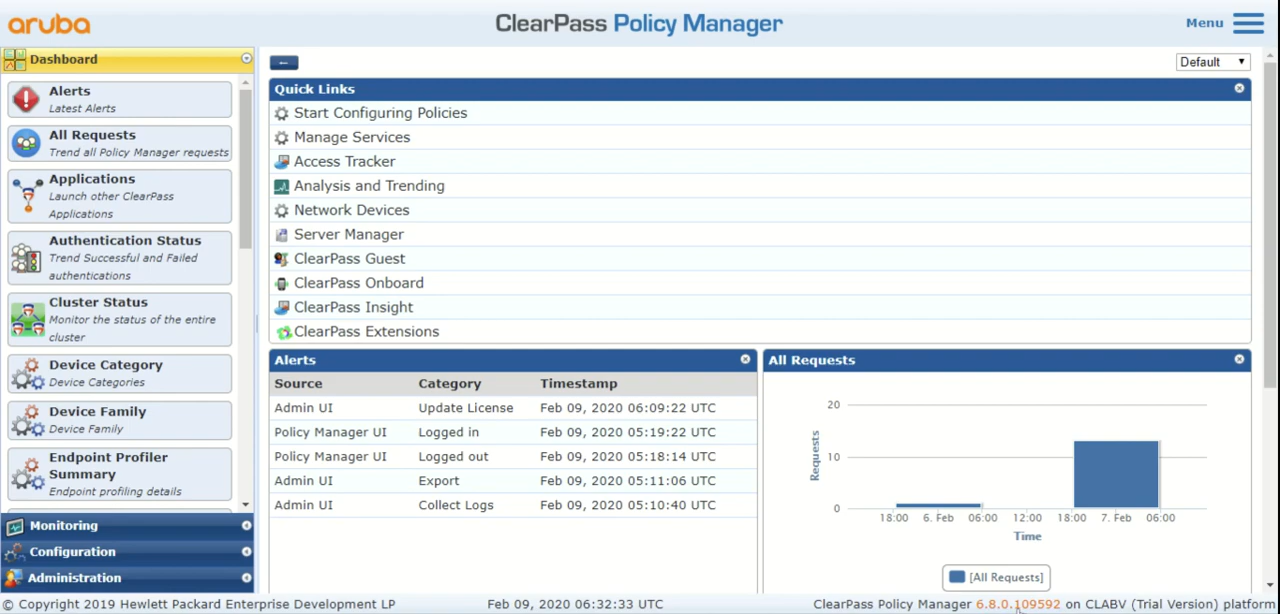 aruba
ClearPass Policy Manager
Menu
Dashboard
Default
Alerts
Latest Alerts
All Requests
Trend all Policy Manager requests
Applications
Launch other ClearPass
Applications
Authentication Status
Trend Successful and Failed
authentications
Cluster Status
Monitor the status of the entire
cluster
Device Category
Device Categories
Device Family
Device Family
Endpoint Profiler
Summary
Endpoint profiling details
Monitoring
Configuration
Administration
Quick Links
Start Configuring Policies
Manage Services
Access Tracker
Analysis and Trending
Network Devices
Server Manager
ClearPass Guest
ClearPass Onboard
ClearPass Insight
ClearPass Extensions
Alerts
Source Category Timestamp
Admin UI Update License Feb 09, 2020 06:09:22 UTC
Policy Manager UI Logged in Feb 09, 2020 05:19:22 UTC
Policy Manager UI Logged out Feb 09, 2020 05:18:14 UTC
Admin UI Export Feb 09, 2020 05:11:06 UTC
Admin UI Collect Logs Feb 09, 2020 05:10:40 UTC
All Requests
20
10
0
Requests
18:00 6. Feb 06:00 12:00 18:00 7. Feb 06:00
Time
[All Requests]
© Copyright 2019 Hewlett Packard Enterprise Development LP Feb 09, 2020 06:32:33 UTC ClearPass Policy Manager 6.8.0.109592 on CLABV (Trial Version) platform